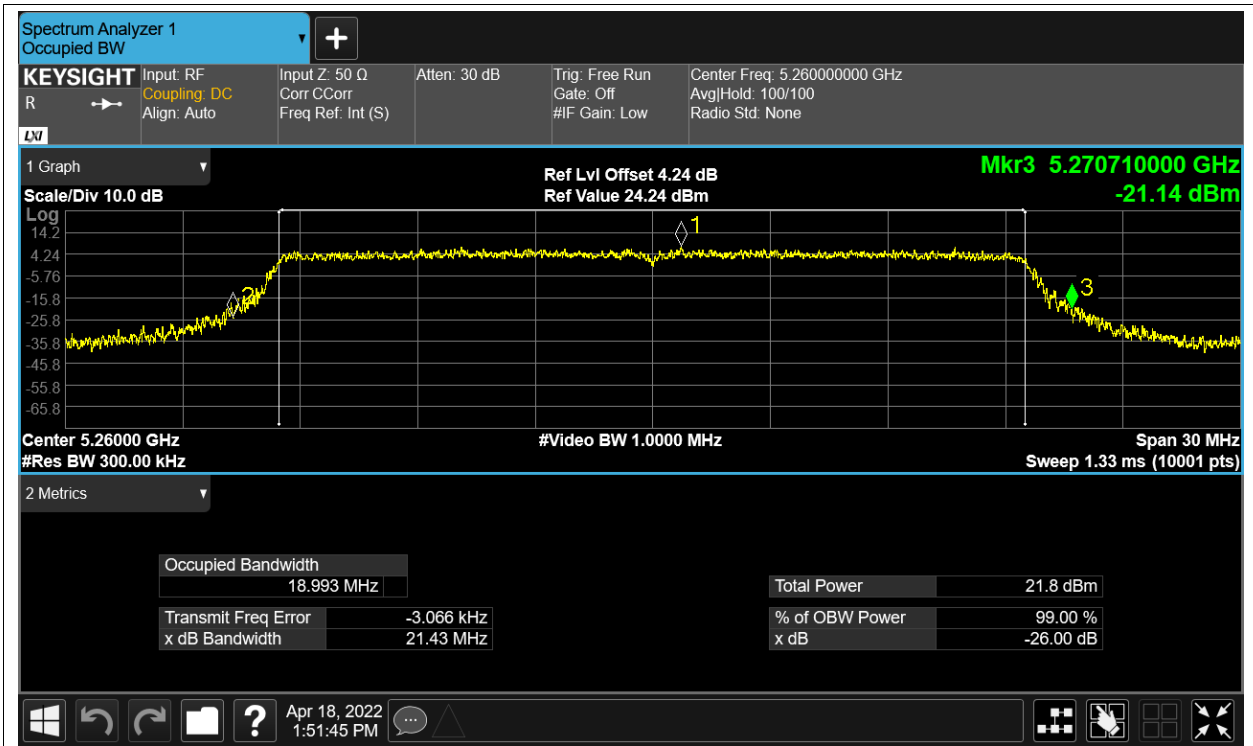 Spectrum Analyzer 1
Occupied BW
KEYSIGHT
R
LXI
Input: RF
Coupling: DC
Align: Auto
Input Z: 50 Ω
Corr CCorr
Freq Ref: Int (S)
Atten: 30 dB
Trig: Free Run
Gate: Off
#IF Gain: Low
Center Freq: 5.260000000 GHz
Avg|Hold: 100/100
Radio Std: None
1 Graph
Scale/Div 10.0 dB
Ref Lvl Offset 4.24 dB
Ref Value 24.24 dBm
Mkr3 5.270710000 GHz
-21.14 dBm
Log
14.2
4.24
-5.76
-15.8
-25.8
-35.8
-45.8
-55.8
-65.8
1
2
3
Center 5.26000 GHz
#Video BW 1.0000 MHz
Span 30 MHz
#Res BW 300.00 kHz
Sweep 1.33 ms (10001 pts)
2 Metrics
Occupied Bandwidth
18.993 MHz
Total Power 21.8 dBm
Transmit Freq Error -3.066 kHz
% of OBW Power 99.00 %
x dB Bandwidth 21.43 MHz
x dB -26.00 dB
?
Apr 18, 2022
1:51:45 PM